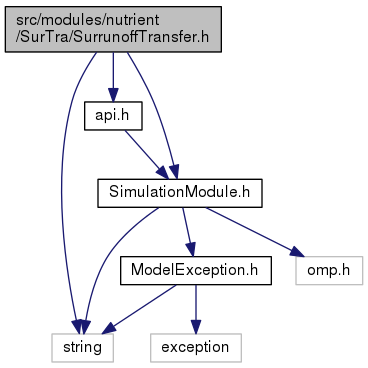 src/modules/nutrient
/SurTra/SurrunoffTransfer.h
api.h
SimulationModule.h
ModelException.h
omp.h
string
exception